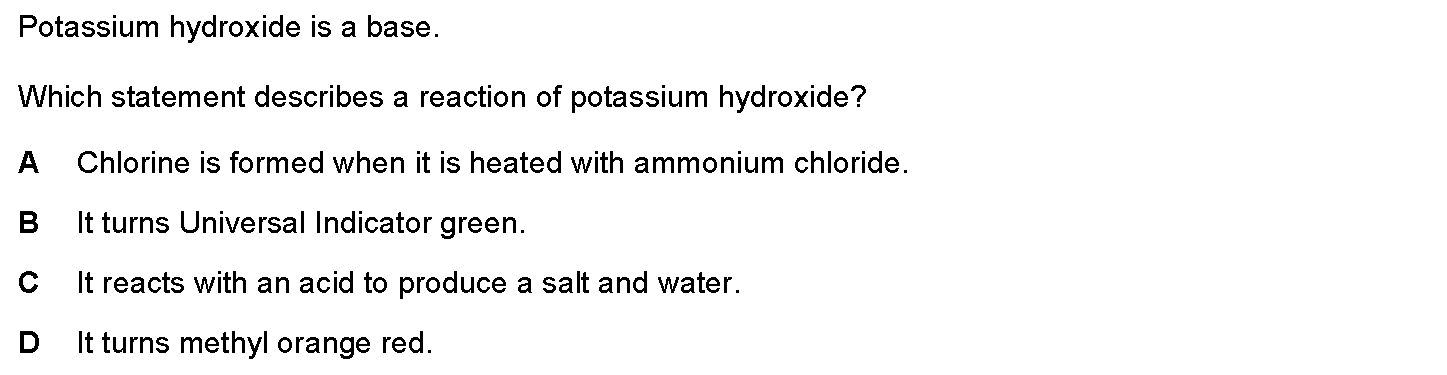 Potassium hydroxide is a base.
Which statement describes a reaction of potassium hydroxide?
A Chlorine is formed when it is heated with ammonium chloride.
B It turns Universal Indicator green.
C It reacts with an acid to produce a salt and water.
D It turns methyl orange red.